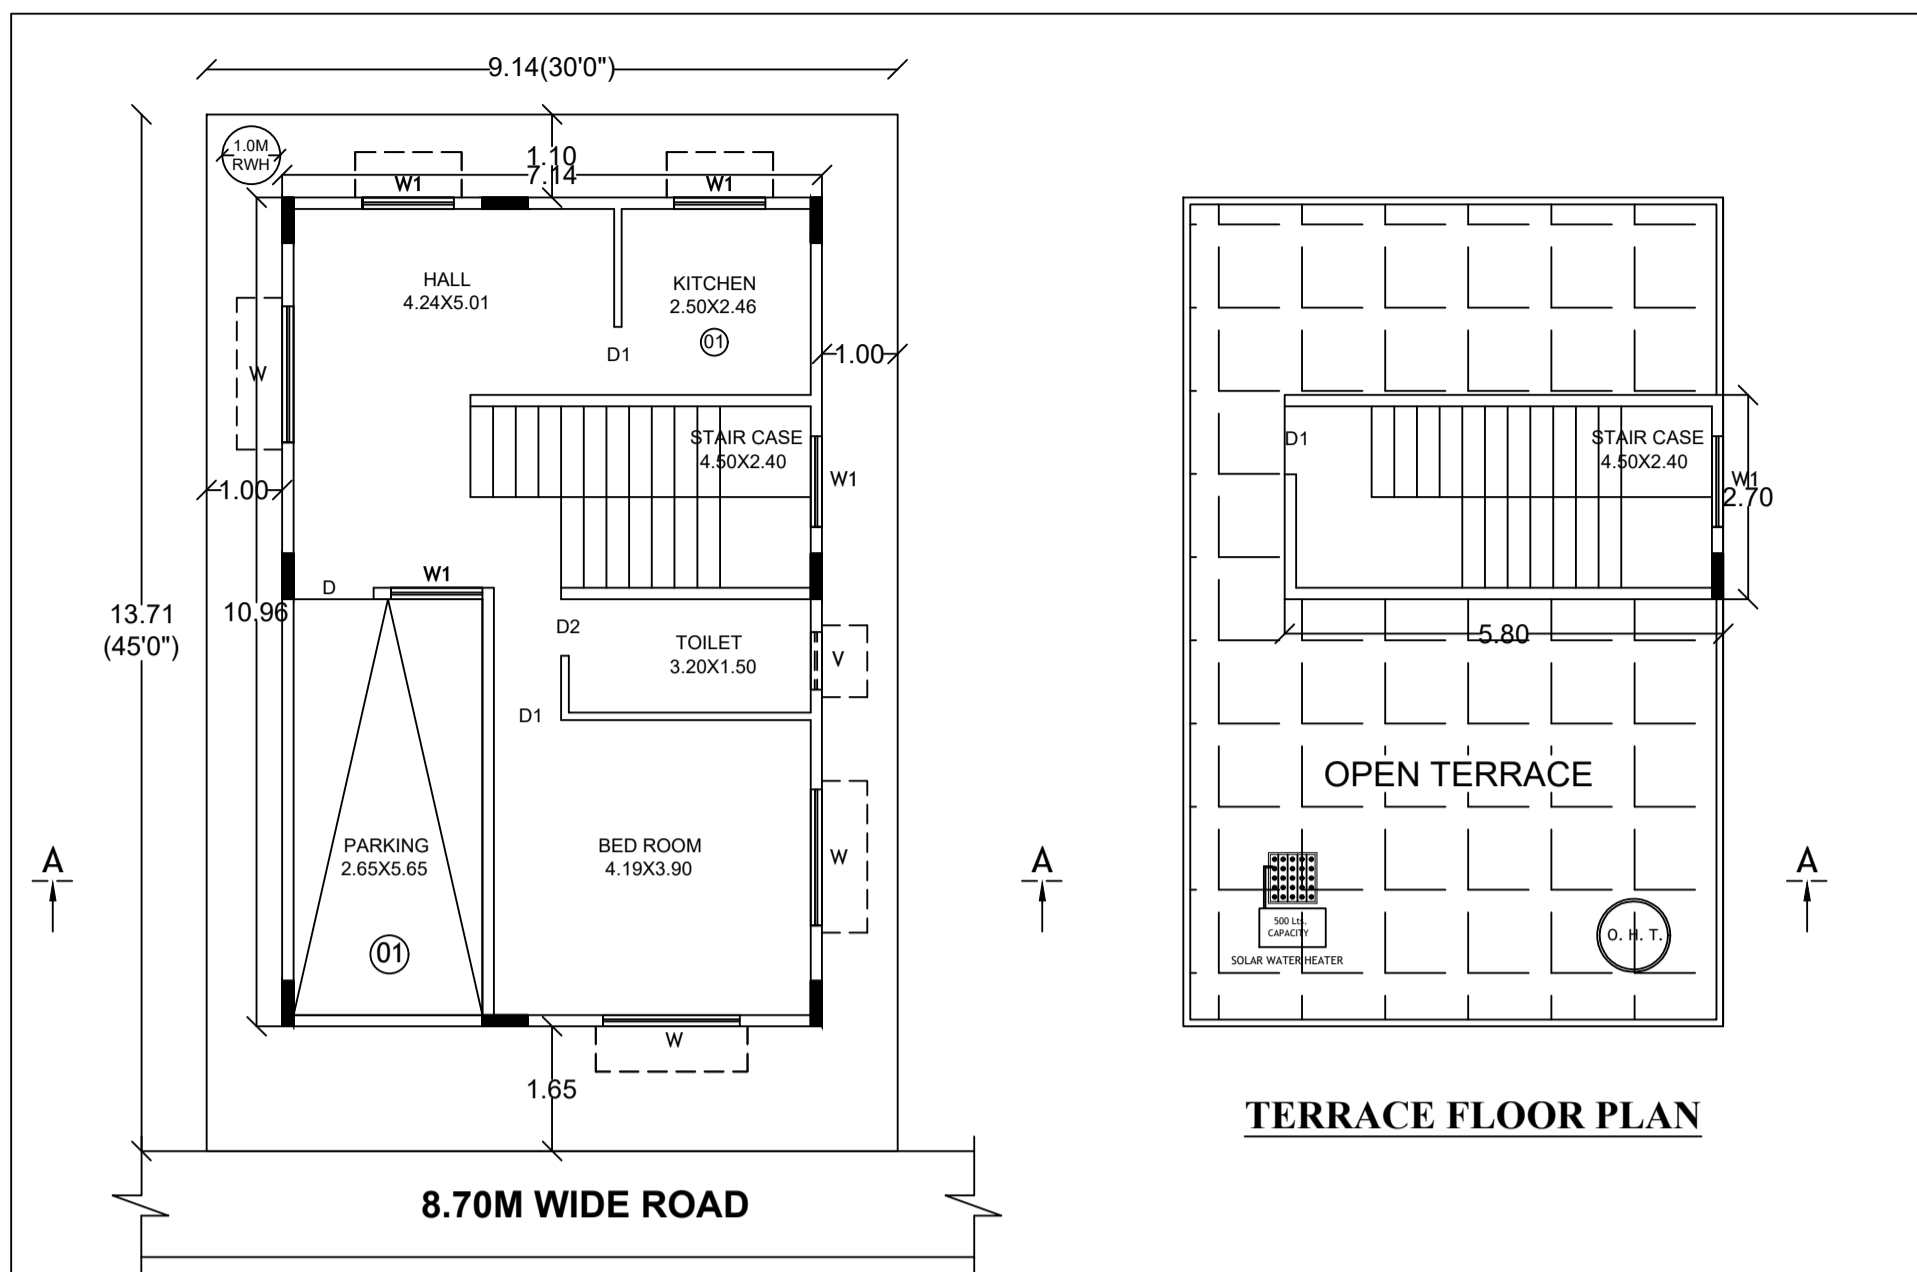 9.14(30'0")
1.0M
RWH
1.10
7.14
W1
W1
HALL
4.24X5.01
KITCHEN
2.50X2.46
01
D1
W
1.00
1.00
STAIR CASE
4.50X2.40
W1
D
W1
13.71
(45'0")
10.96
D2
TOILET
3.20X1.50
V
D1
PARKING
2.65X5.65
BED ROOM
4.19X3.90
W
A
A
01
W
1.65
8.70M WIDE ROAD
D1
STAIR CASE
4.50X2.40
W1
2.70
5.80
OPEN TERRACE
A
500 Lts.
CAPACITY
SOLAR WATER HEATER
O. H. T.
TERRACE FLOOR PLAN